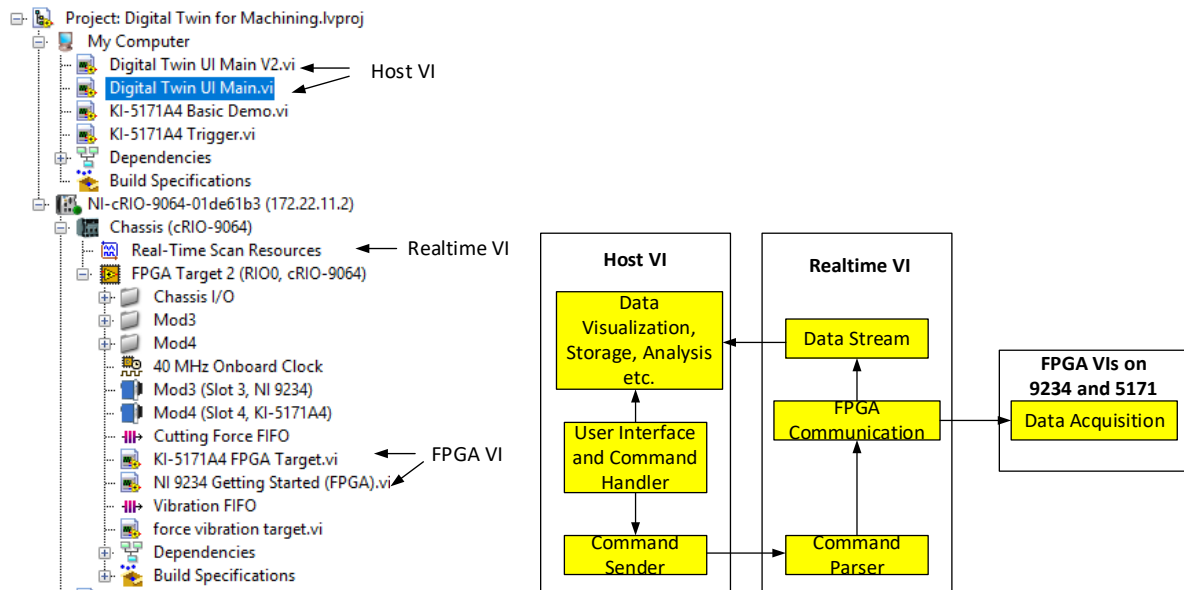 Project: Digital Twin for Machining.lvproj
My Computer
Digital Twin UI Main V2.vi
Digital Twin UI Main.vi
KI-5171A4 Basic Demo.vi
KI-5171A4 Trigger.vi
Dependencies
Build Specifications
NI-cRIO-9064-01de61b3 (172.22.11.2)
Chassis (cRIO-9064)
Real-Time Scan Resources
FPGA Target 2 (RIO0, cRIO-9064)
Chassis I/O
Mod3
Mod4
40 MHz Onboard Clock
Mod3 (Slot 3, NI 9234)
Mod4 (Slot 4, KI-5171A4)
Cutting Force FIFO
KI-5171A4 FPGA Target.vi
NI 9234 Getting Started (FPGA).vi
Vibration FIFO
force vibration target.vi
Dependencies
Build Specifications
Host VI
Realtime VI
FPGA VI
Host VI
Data
Visualization,
Storage, Analysis
etc.
User Interface
and Command
Handler
Command
Sender
Realtime VI
Data Stream
FPGA
Communication
Command
Parser
FPGA VIs on
9234 and 5171
Data Acquisition